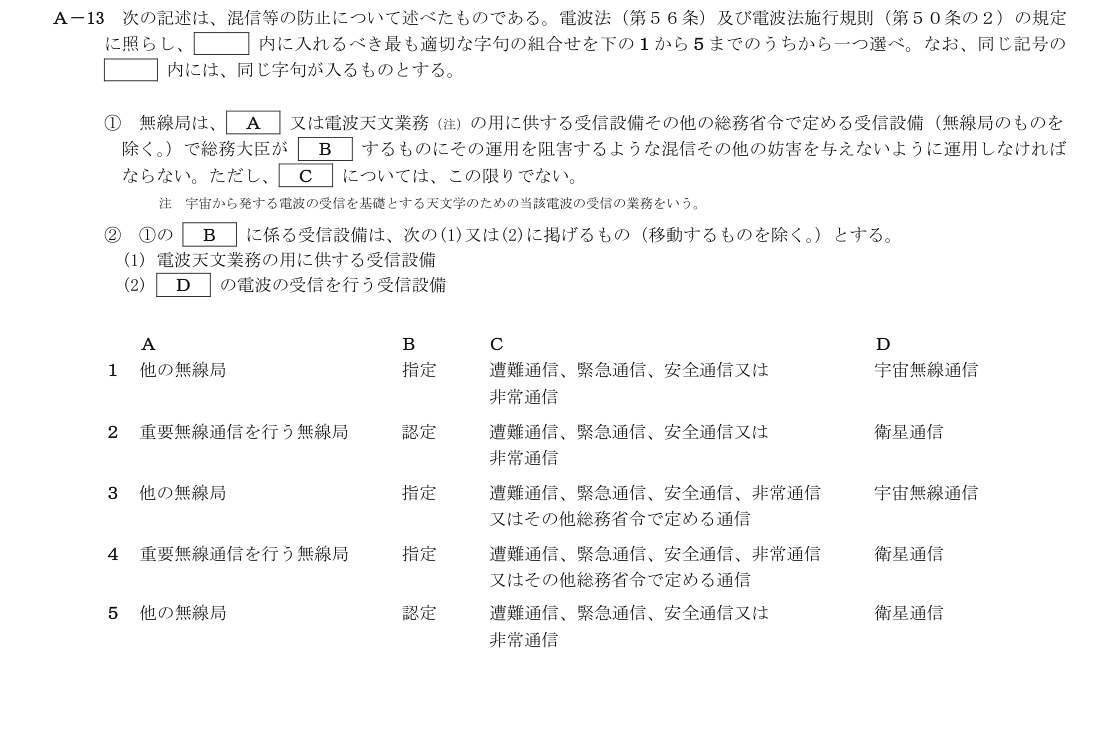 A－13　次の記述は、混信等の防止について述べたものである。電波法（第５６条）及び電波法施行規則（第５０条の２）の規定
に照らし、　　　内に入れるべき最も適切な字句の組合せを下の1から5までのうちから一つ選べ。なお、同じ記号の
　　　内には、同じ字句が入るものとする。
①　無線局は、 A 又は電波天文業務（注）の用に供する受信設備その他の総務省令で定める受信設備（無線局のものを
除く。）で総務大臣が B するものにその運用を阻害するような混信その他の妨害を与えないように運用しなければ
ならない。ただし、 C については、この限りでない。
注　宇宙から発する電波の受信を基礎とする天文学のための当該電波の受信の業務をいう。
②　①の B に係る受信設備は、次の(1)又は(2)に掲げるもの（移動するものを除く。）とする。
(1) 電波天文業務の用に供する受信設備
(2) D の電波の受信を行う受信設備
A　B　C　D
1　他の無線局　指定　遭難通信、緊急通信、安全通信又は　宇宙無線通信
非常通信
2　重要無線通信を行う無線局　認定　遭難通信、緊急通信、安全通信又は　衛星通信
非常通信
3　他の無線局　指定　遭難通信、緊急通信、安全通信、非常通信　宇宙無線通信
又はその他総務省令で定める通信
4　重要無線通信を行う無線局　指定　遭難通信、緊急通信、安全通信、非常通信　衛星通信
又はその他総務省令で定める通信
5　他の無線局　認定　遭難通信、緊急通信、安全通信又は　衛星通信
非常通信